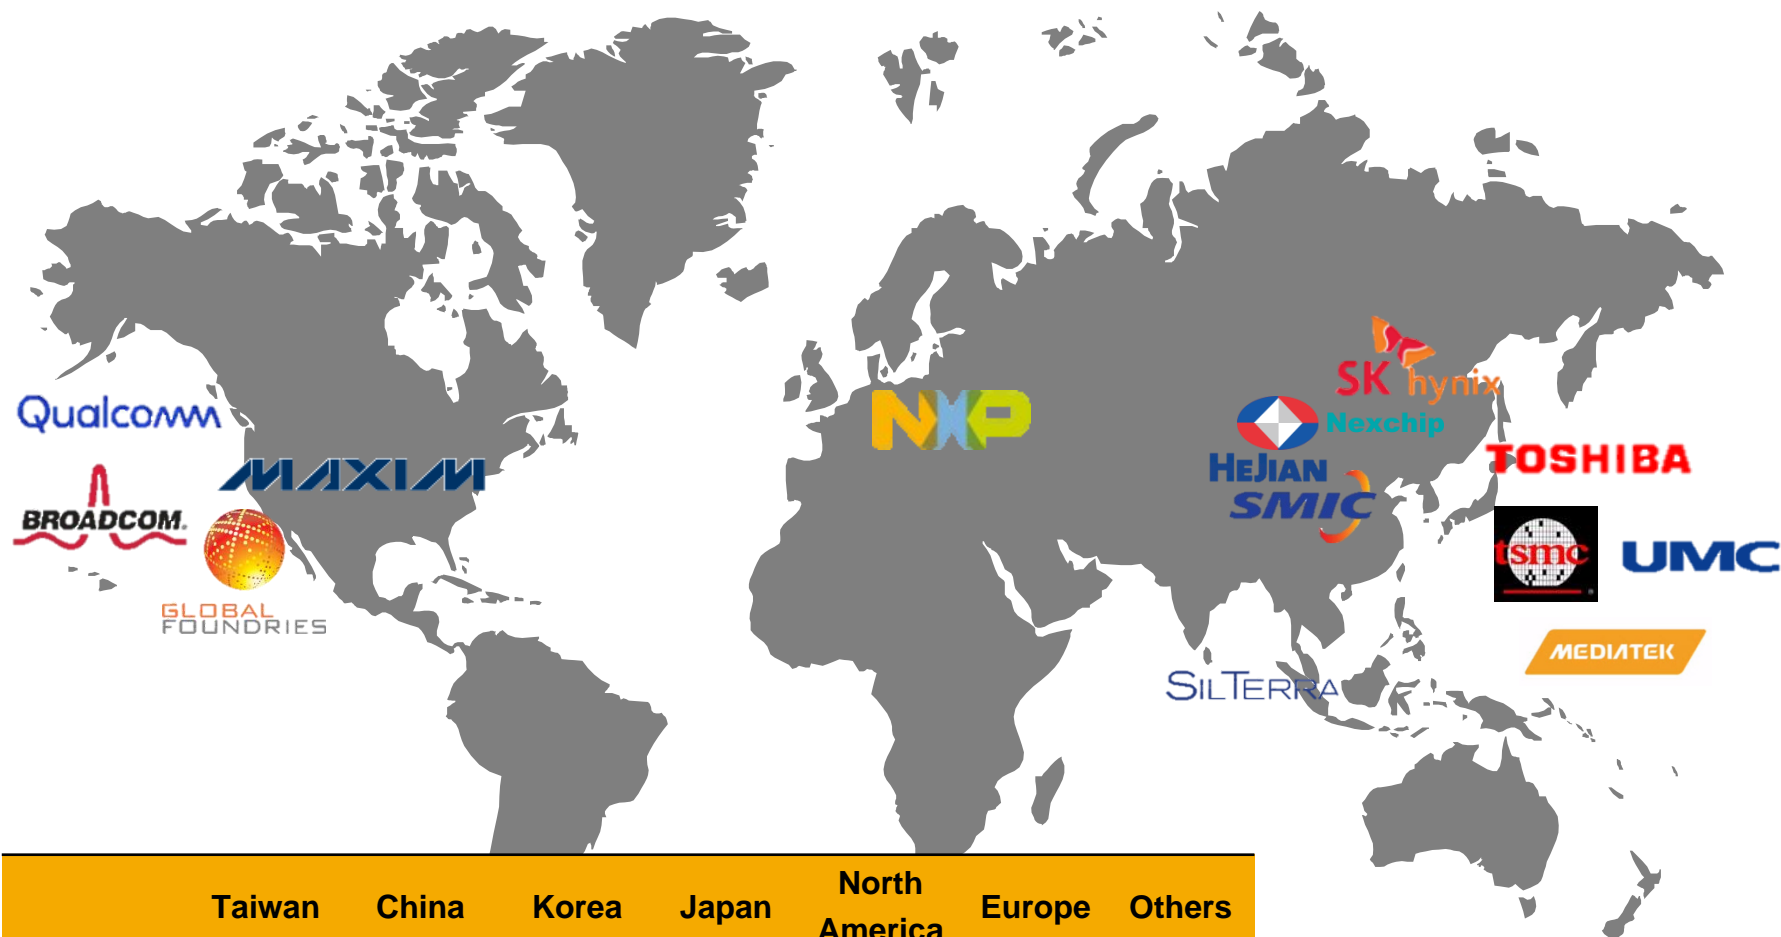 SK hynix
Qualcomm
Nexchip
HEJIAN
TOSHIBA
MAXIM
NXP
SMIC
BROADCOM.
tsmc
UMC
GLOBAL
FOUNDRIES
MEDIATEK
SILTERRA
Taiwan China Korea Japan North America Europe Others